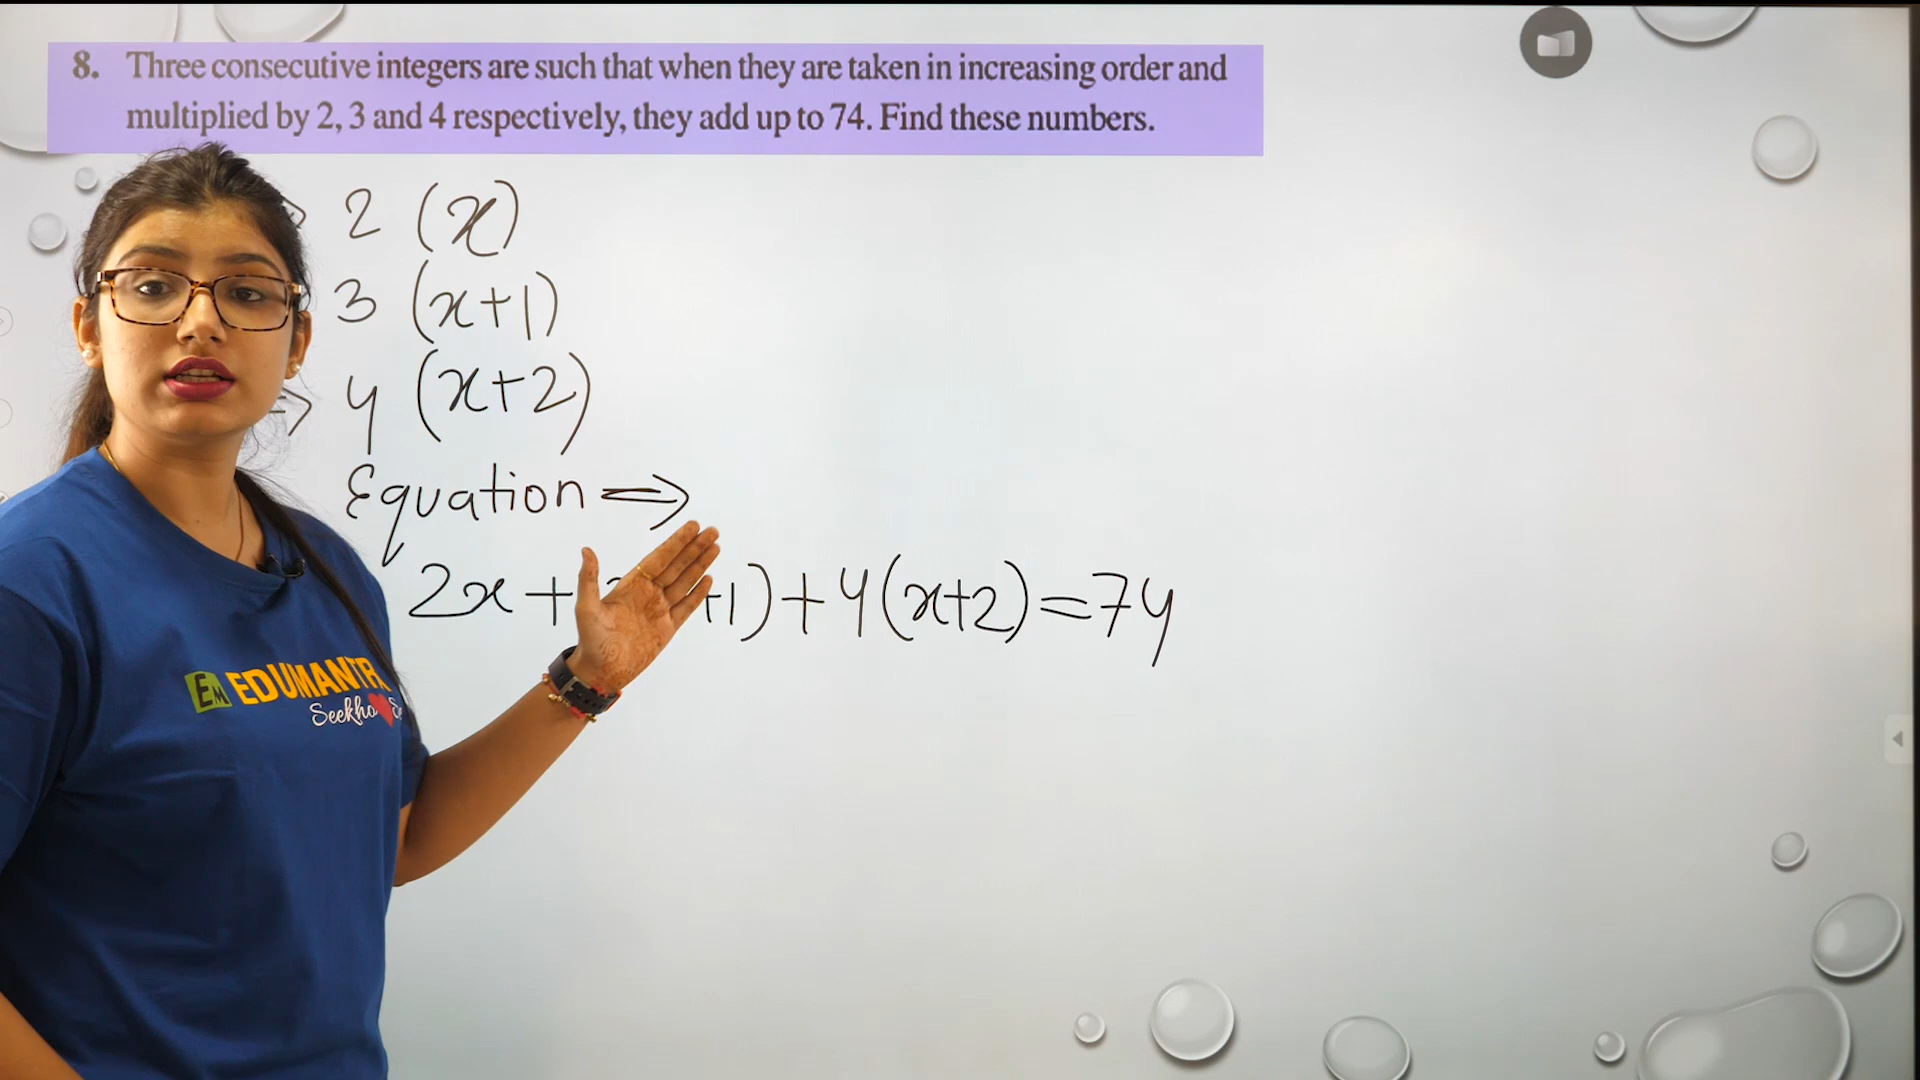 8. Three consecutive integers are such that when they are taken in increasing order and
multiplied by 2, 3 and 4 respectively, they add up to 74. Find these numbers.
2 (x)
3 (x+1)
4 (x+2)
Equation ⇒
2x + +1) + 4(x+2) = 74
EM EDUMANTR
Seekho